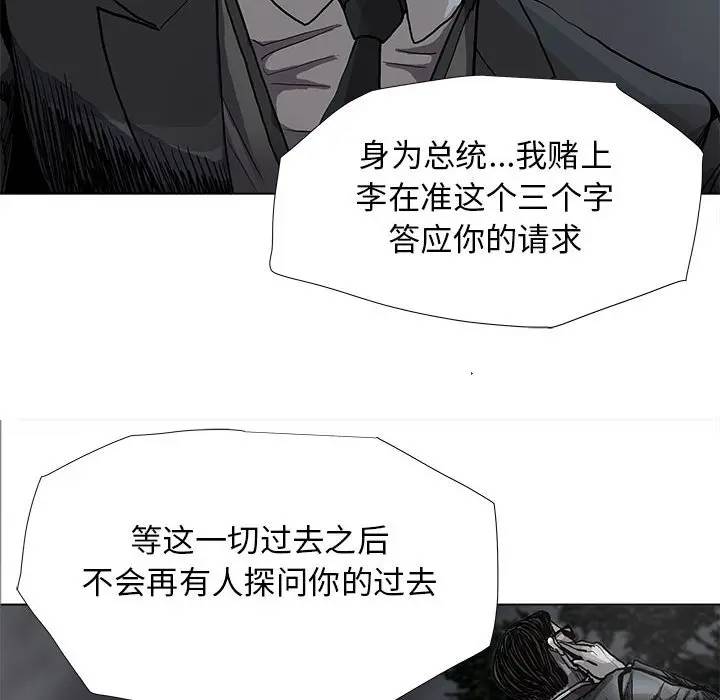 身为总统...我赌上
李在准这个三个字
答应你的请求
等这一切过去之后
不会再有人探问你的过去